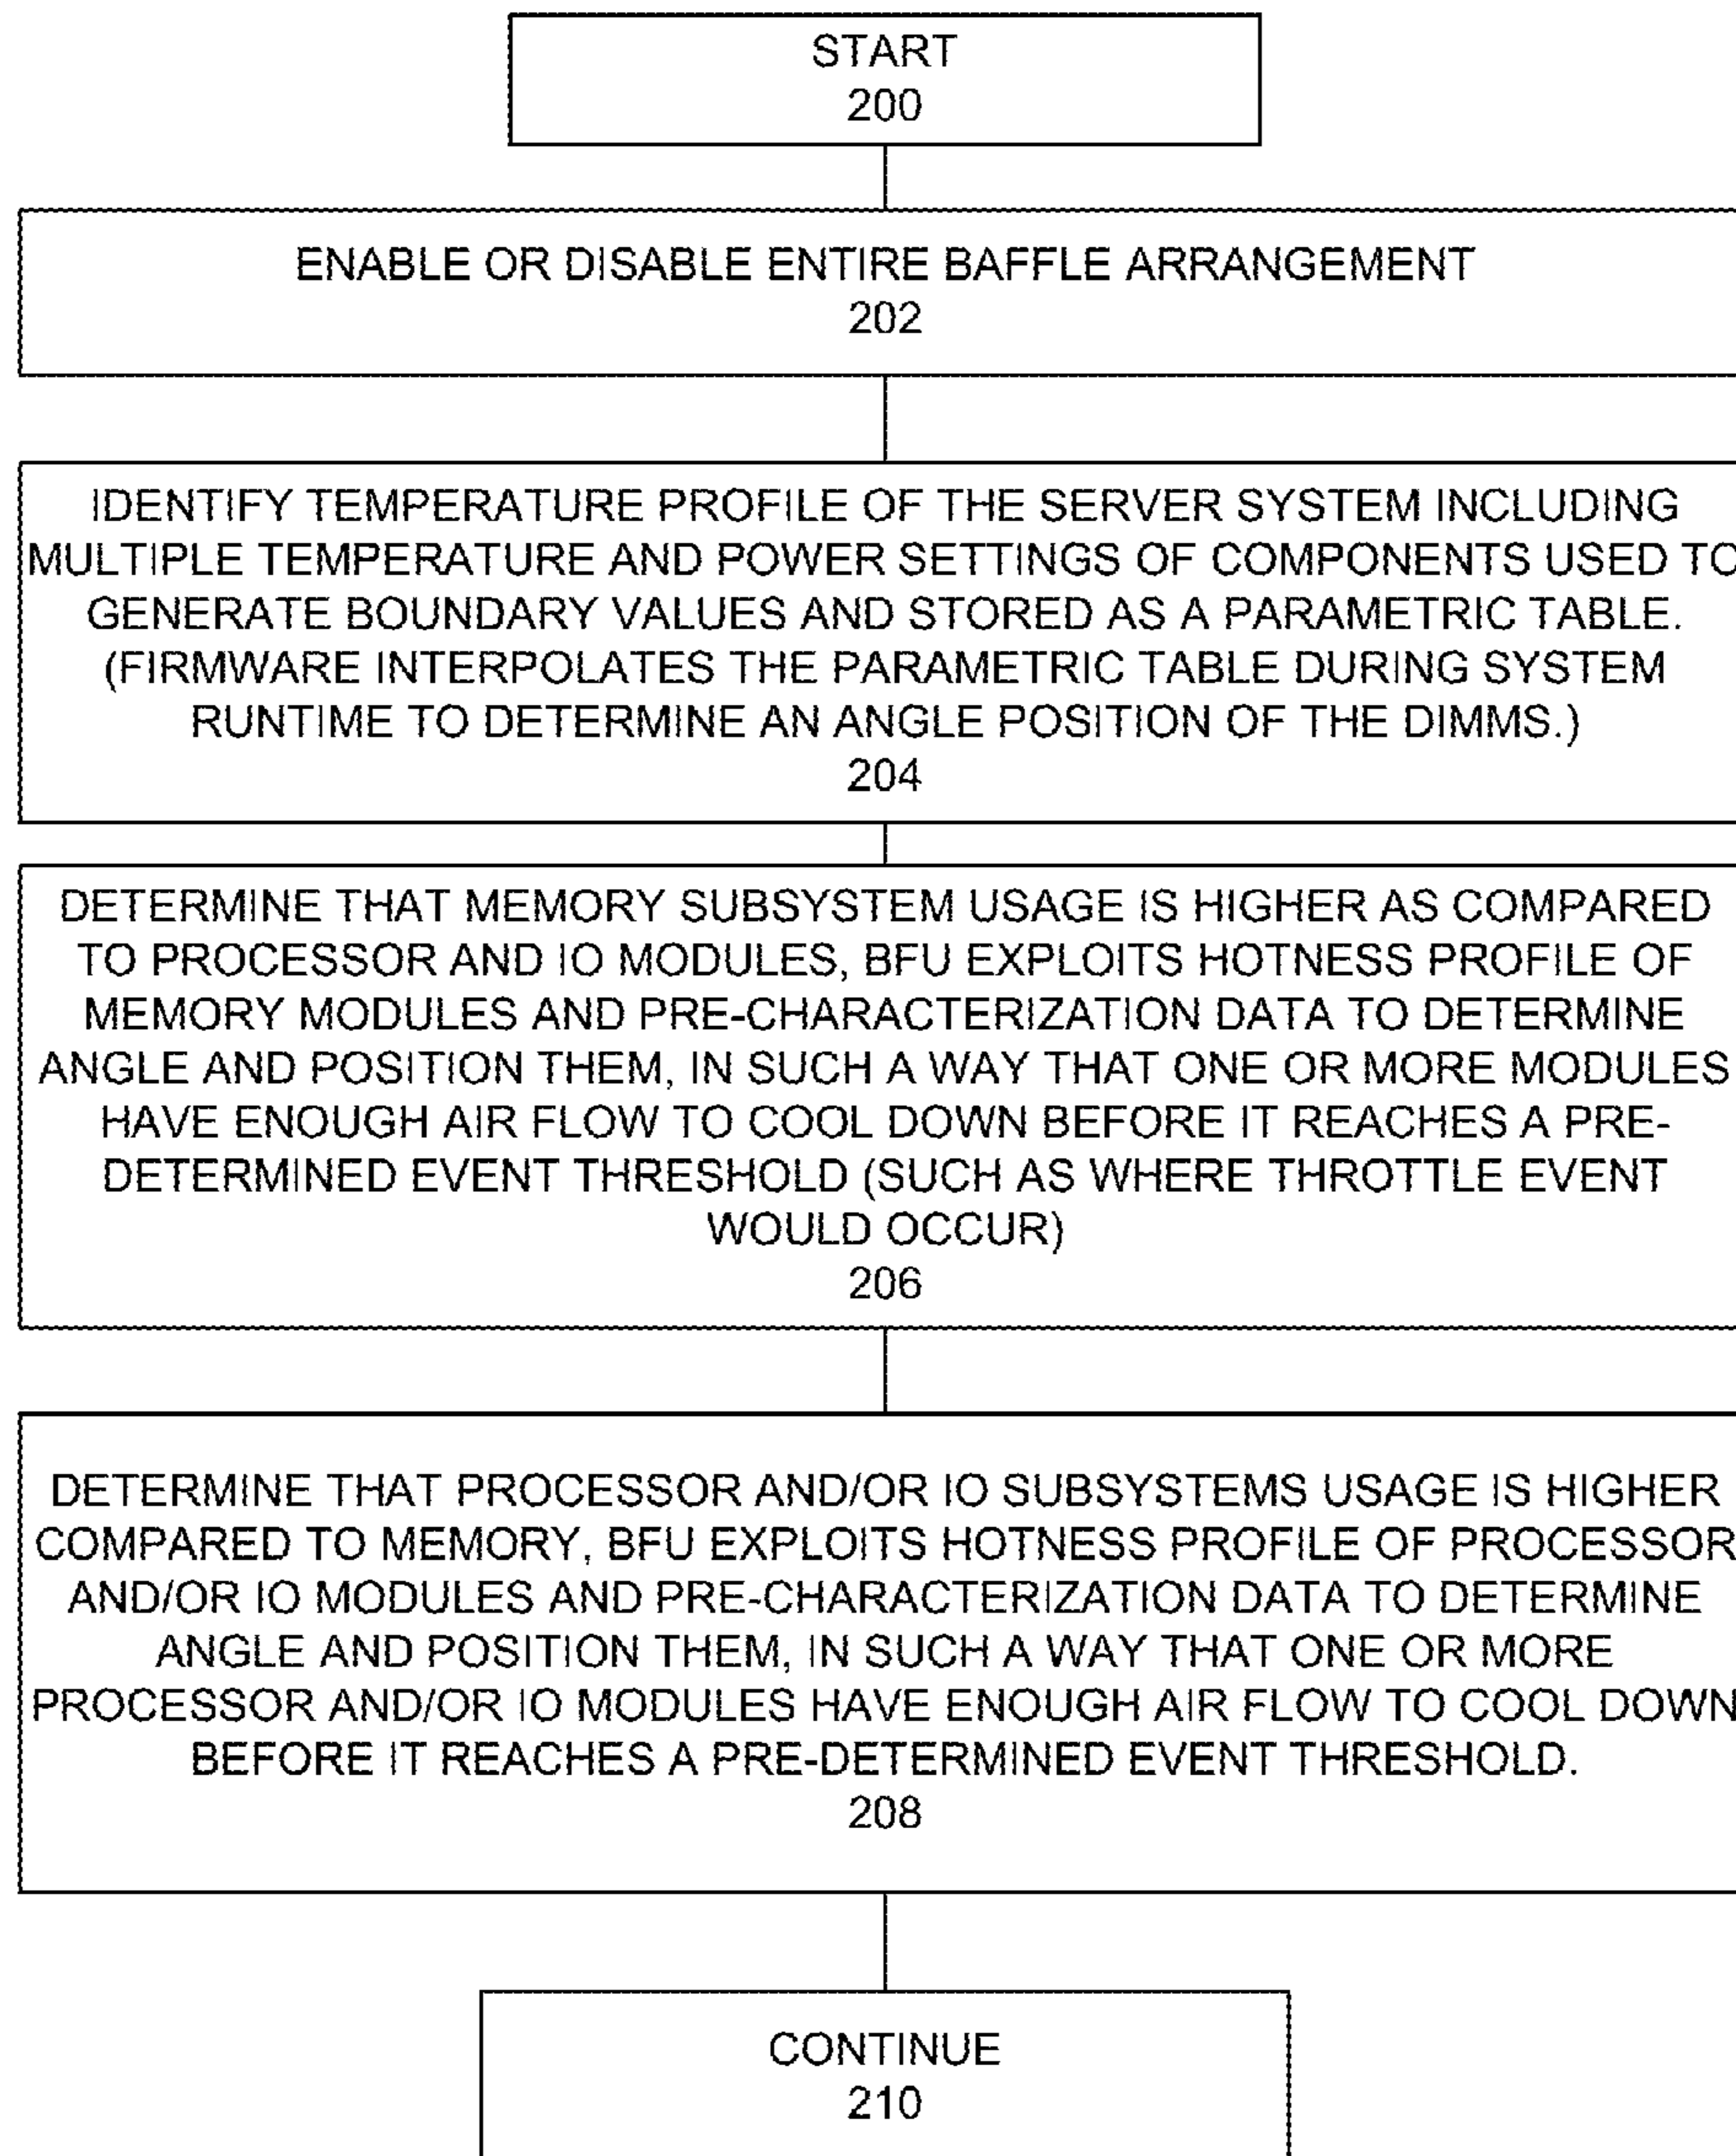 START
200
ENABLE OR DISABLE ENTIRE BAFFLE ARRANGEMENT
202
IDENTIFY TEMPERATURE PROFILE OF THE SERVER SYSTEM INCLUDING
MULTIPLE TEMPERATURE AND POWER SETTINGS OF COMPONENTS USED TO
GENERATE BOUNDARY VALUES AND STORED AS A PARAMETRIC TABLE.
(FIRMWARE INTERPOLATES THE PARAMETRIC TABLE DURING SYSTEM
RUNTIME TO DETERMINE AN ANGLE POSITION OF THE DIMMS.)
204
DETERMINE THAT MEMORY SUBSYSTEM USAGE IS HIGHER AS COMPARED
TO PROCESSOR AND IO MODULES, BFU EXPLOITS HOTNESS PROFILE OF
MEMORY MODULES AND PRE-CHARACTERIZATION DATA TO DETERMINE
ANGLE AND POSITION THEM, IN SUCH A WAY THAT ONE OR MORE MODULES
HAVE ENOUGH AIR FLOW TO COOL DOWN BEFORE IT REACHES A PRE-
DETERMINED EVENT THRESHOLD (SUCH AS WHERE THROTTLE EVENT
WOULD OCCUR)
206
DETERMINE THAT PROCESSOR AND/OR IO SUBSYSTEMS USAGE IS HIGHER
COMPARED TO MEMORY, BFU EXPLOITS HOTNESS PROFILE OF PROCESSOR
AND/OR IO MODULES AND PRE-CHARACTERIZATION DATA TO DETERMINE
ANGLE AND POSITION THEM, IN SUCH A WAY THAT ONE OR MORE
PROCESSOR AND/OR IO MODULES HAVE ENOUGH AIR FLOW TO COOL DOWN
BEFORE IT REACHES A PRE-DETERMINED EVENT THRESHOLD.
208
CONTINUE
210